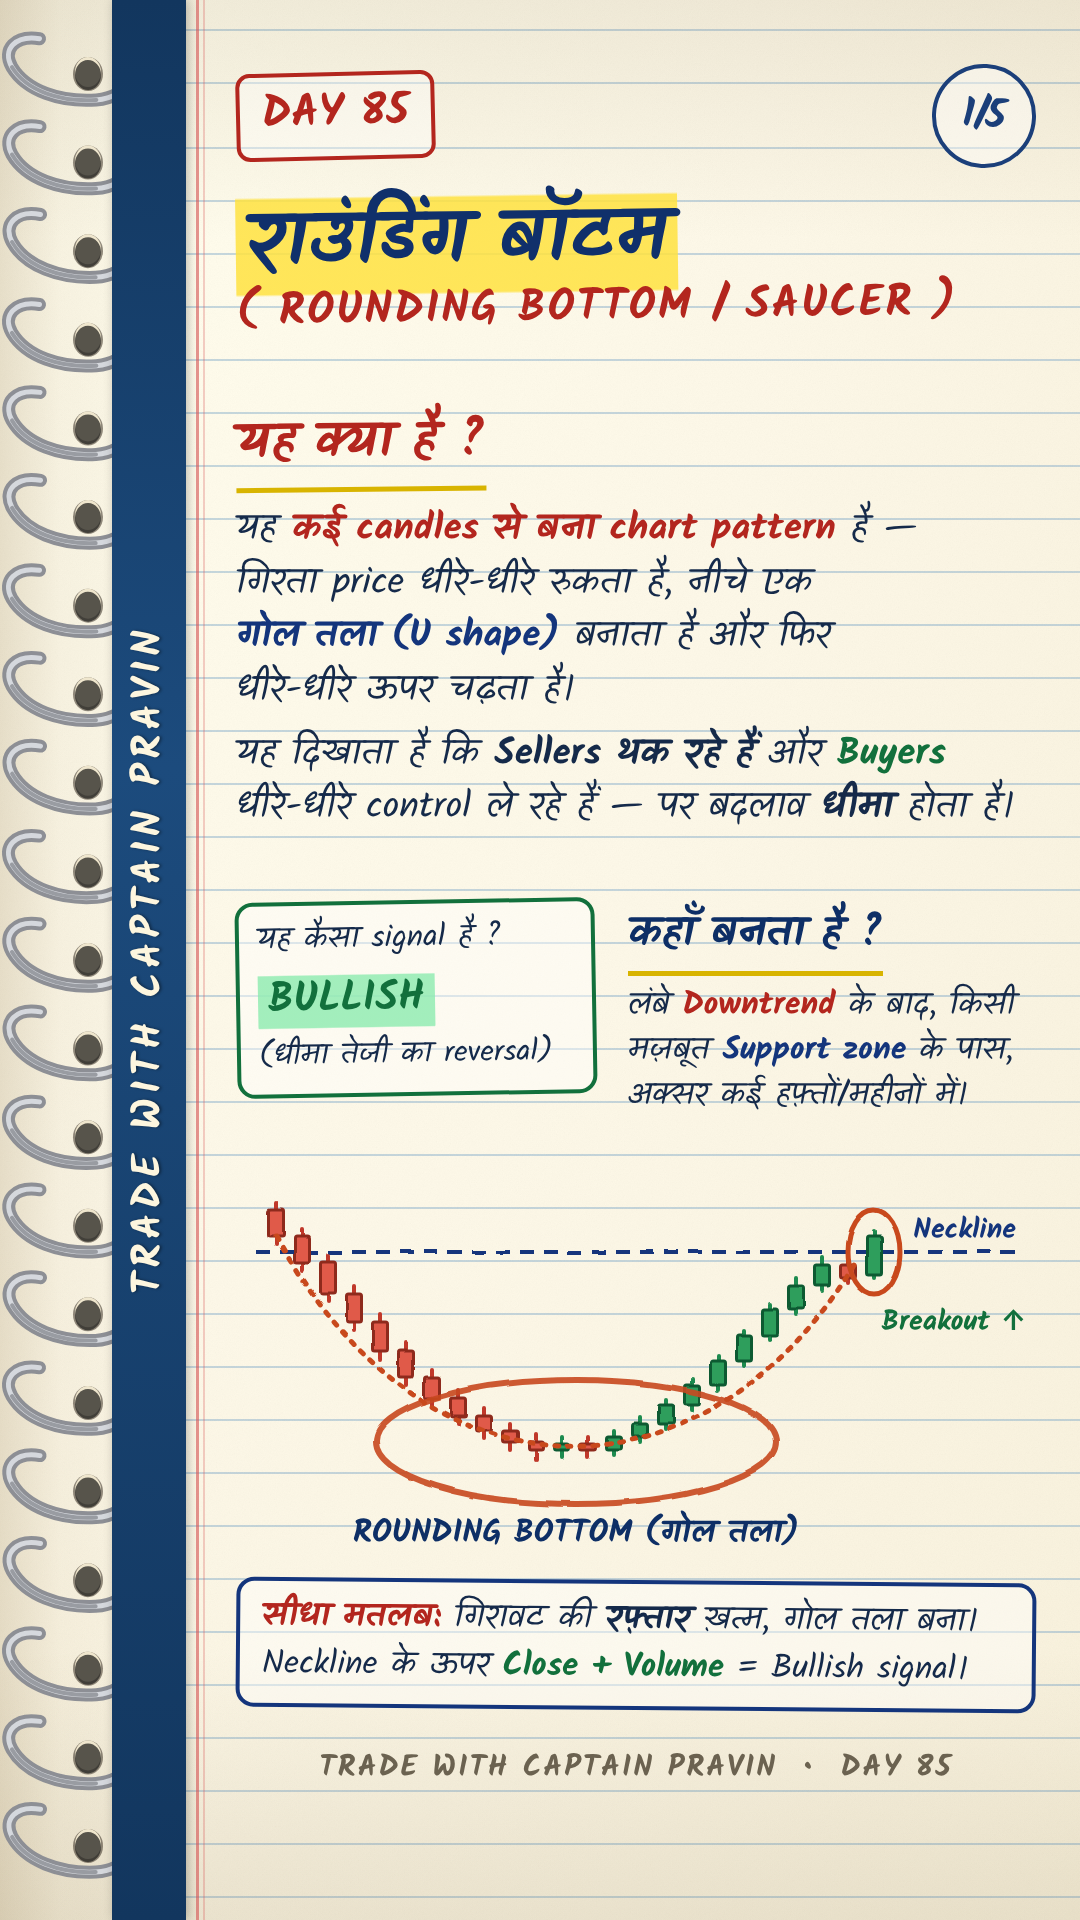 DAY 85
1/5
राउंडिंग बॉटम
( ROUNDING BOTTOM / SAUCER )
यह क्या है ?
यह कई candles से बना chart pattern है —
गिरता price धीरे-धीरे रुकता है, नीचे एक
गोल तला (U shape) बनाता है और फिर
धीरे-धीरे ऊपर चढ़ता है।
यह दिखाता है कि Sellers थक रहे हैं और Buyers
धीरे-धीरे control ले रहे हैं — पर बदलाव धीमा होता है।
यह कैसा signal है ?
BULLISH
(धीमा तेजी का reversal)
कहाँ बनता है ?
लंबे Downtrend के बाद, किसी
मज़बूत Support zone के पास,
अक्सर कई हफ़्तों/महीनों में।
Neckline
Breakout ↑
ROUNDING BOTTOM (गोल तला)
सीधा मतलब: गिरावट की रफ़्तार ख़त्म, गोल तला बना।
Neckline के ऊपर Close + Volume = Bullish signal।
TRADE WITH CAPTAIN PRAVIN · DAY 85
TRADE WITH CAPTAIN PRAVIN